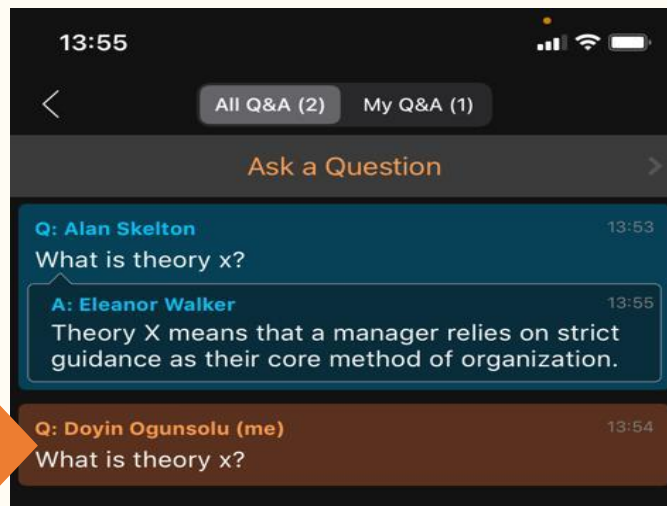 13:55
All Q&A (2) My Q&A (1)
Ask a Question
Q: Alan Skelton 13:53
What is theory x?
A: Eleanor Walker 13:55
Theory X means that a manager relies on strict
guidance as their core method of organization.
Q: Doyin Ogunsolu (me) 13:54
What is theory x?